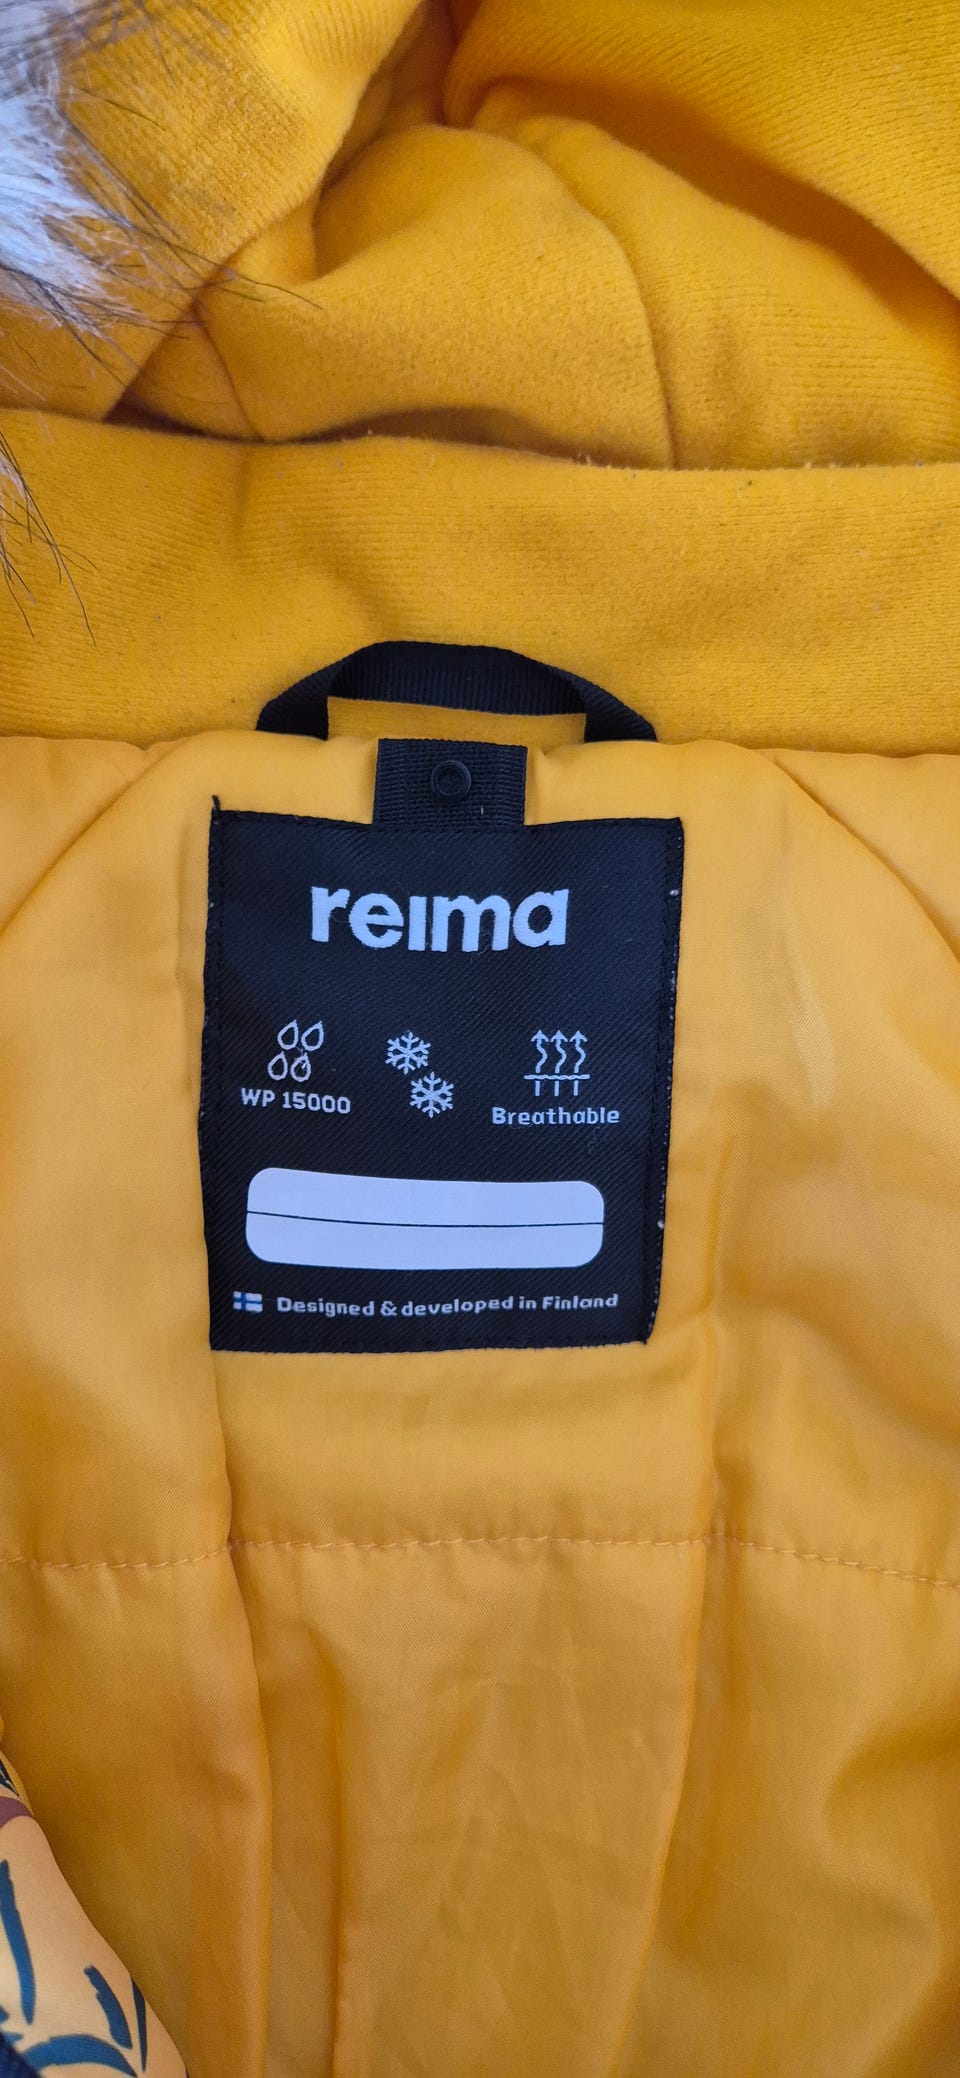 reima
WP 15000
Breathable
Designed & developed in Finland